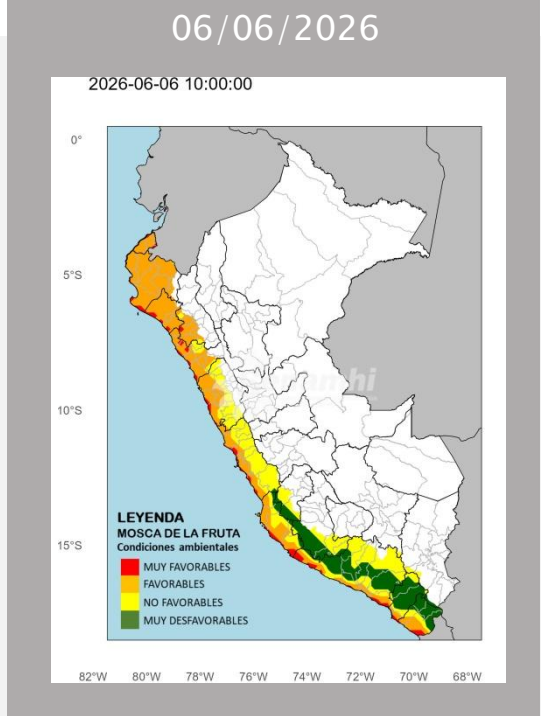 06/06/2026
2026-06-06 10:00:00
0°
5°S
10°S
15°S
LEYENDA
MOSCA DE LA FRUTA
Condiciones ambientales
MUY FAVORABLES
FAVORABLES
NO FAVORABLES
MUY DESFAVORABLES
82°W 80°W 78°W 76°W 74°W 72°W 70°W 68°W